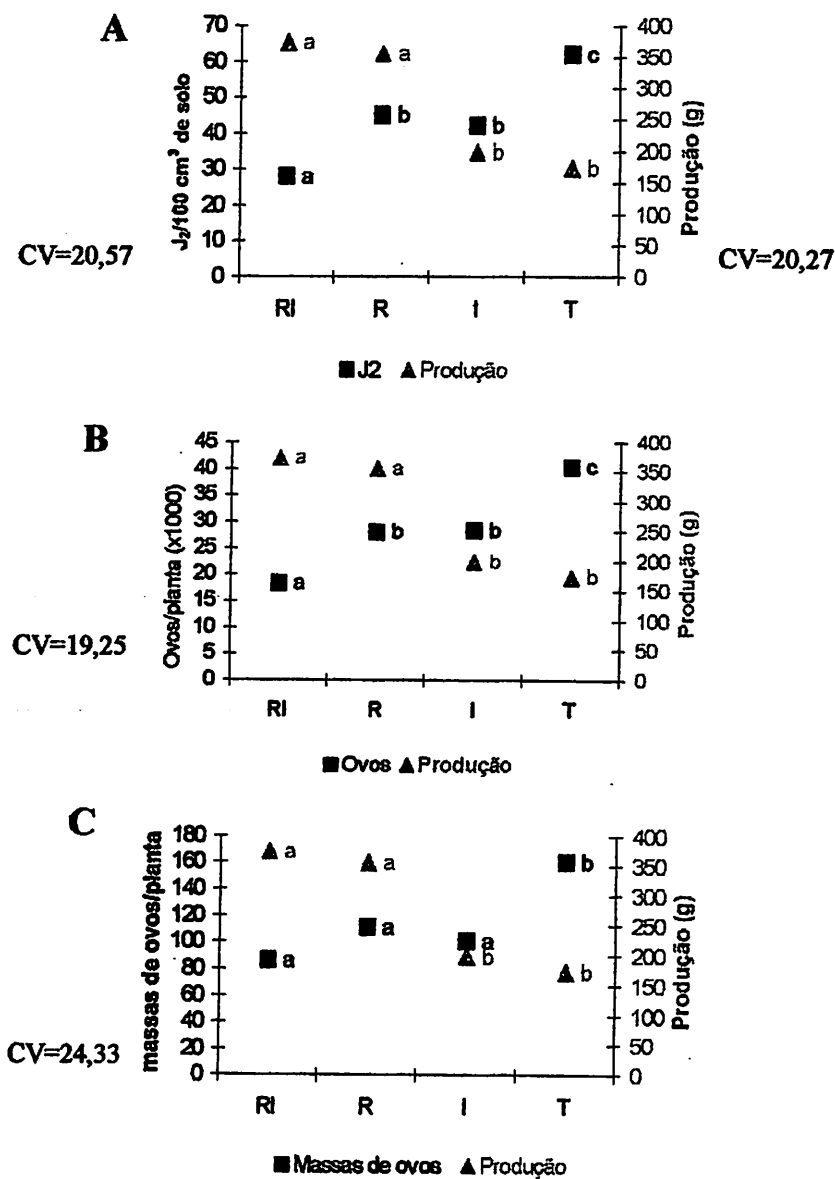 A
J₂/100 cm³ de solo
70
60
50
40
30
20
10
0
a
a
b
c
a
b
b
b
400
350
300
250
200
150
100
50
0
Produção (g)
CV=20,57
CV=20,27
RI R I T
J2 Produção
B
Ovos/planta (x1000)
45
40
35
30
25
20
15
10
5
0
a
a
c
b
b
a
b
b
400
350
300
250
200
150
100
50
0
Produção (g)
CV=19,25
RI R I T
Ovos Produção
C
massas de ovos/planta
180
160
140
120
100
80
60
40
20
0
a
a
b
a
a
a
b
b
400
350
300
250
200
150
100
50
0
Produção (g)
CV=24,33
RI R I T
Massas de ovos Produção